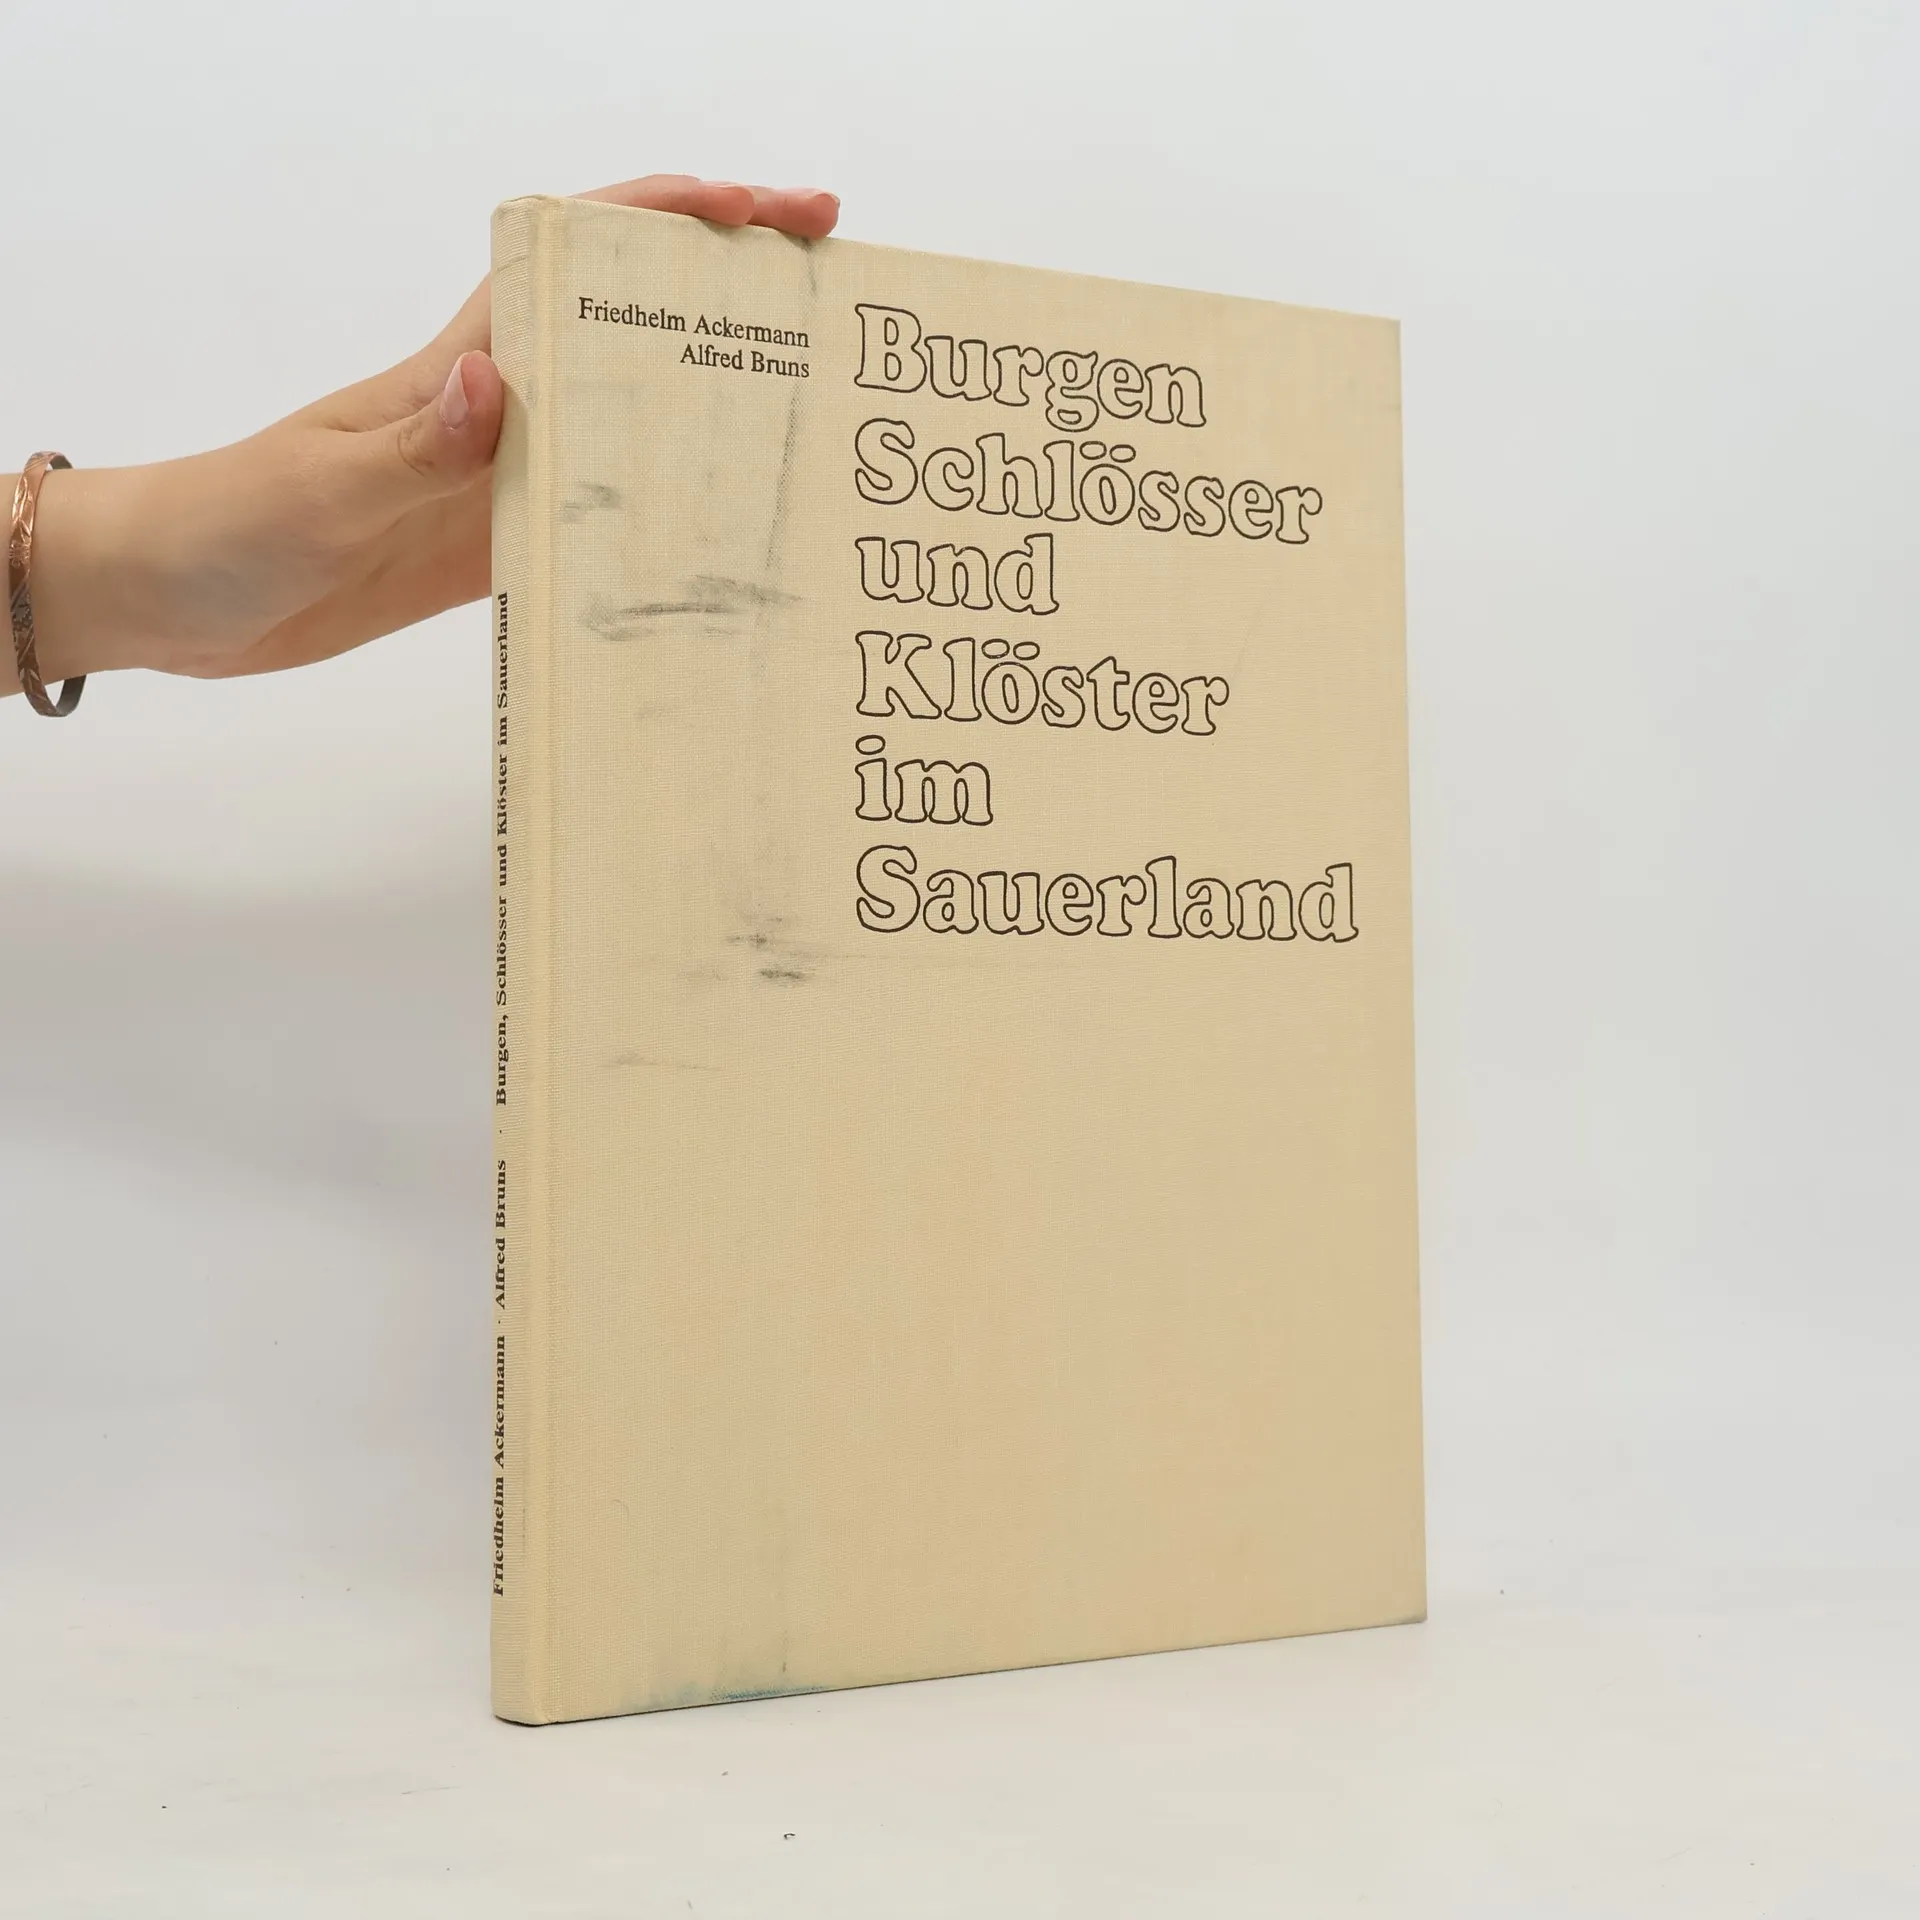 Friedhelm Ackermann
Alfred Bruns
Burgen
Schlösser
und
Klöster
im
Sauerland
Friedhelm Ackermann · Alfred Bruns · Burgen, Schlösser und Klöster im Sauerland